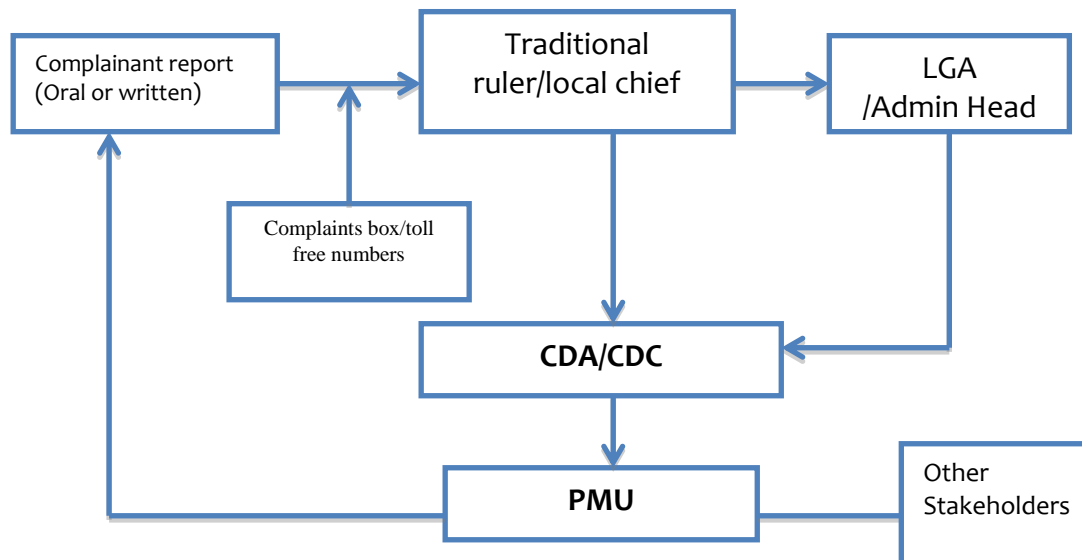 Complainant report
(Oral or written)
Traditional
ruler/local chief
LGA
/Admin Head
Complaints box/toll
free numbers
CDA/CDC
PMU
Other
Stakeholders